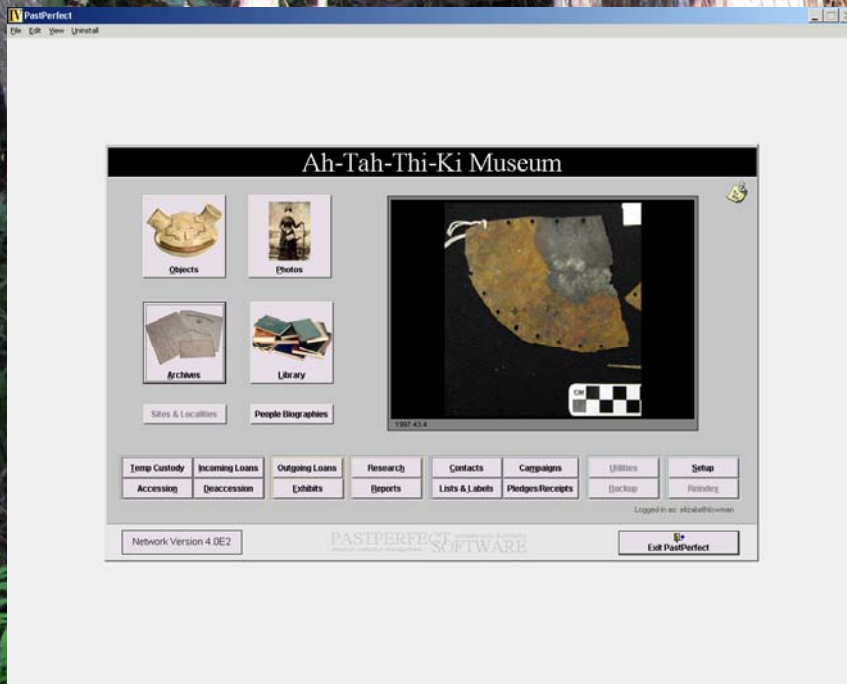 PastPerfect
File Edit View Uninstall
Ah-Tah-Thi-Ki Museum
Objects
Photos
Archives
Library
Sites & Localities
People Biographies
1997.43.4
CM
Temp Custody Incoming Loans Outgoing Loans Research Contacts Campaigns Utilities Setup
Accession Deaccession Exhibits Reports Lists & Labels Pledges/Receipts Backup Reindex
Logged in as: elizabethlowman
Network Version 4.0E2
PASTPERFECT
SOFTWARE
Exit PastPerfect